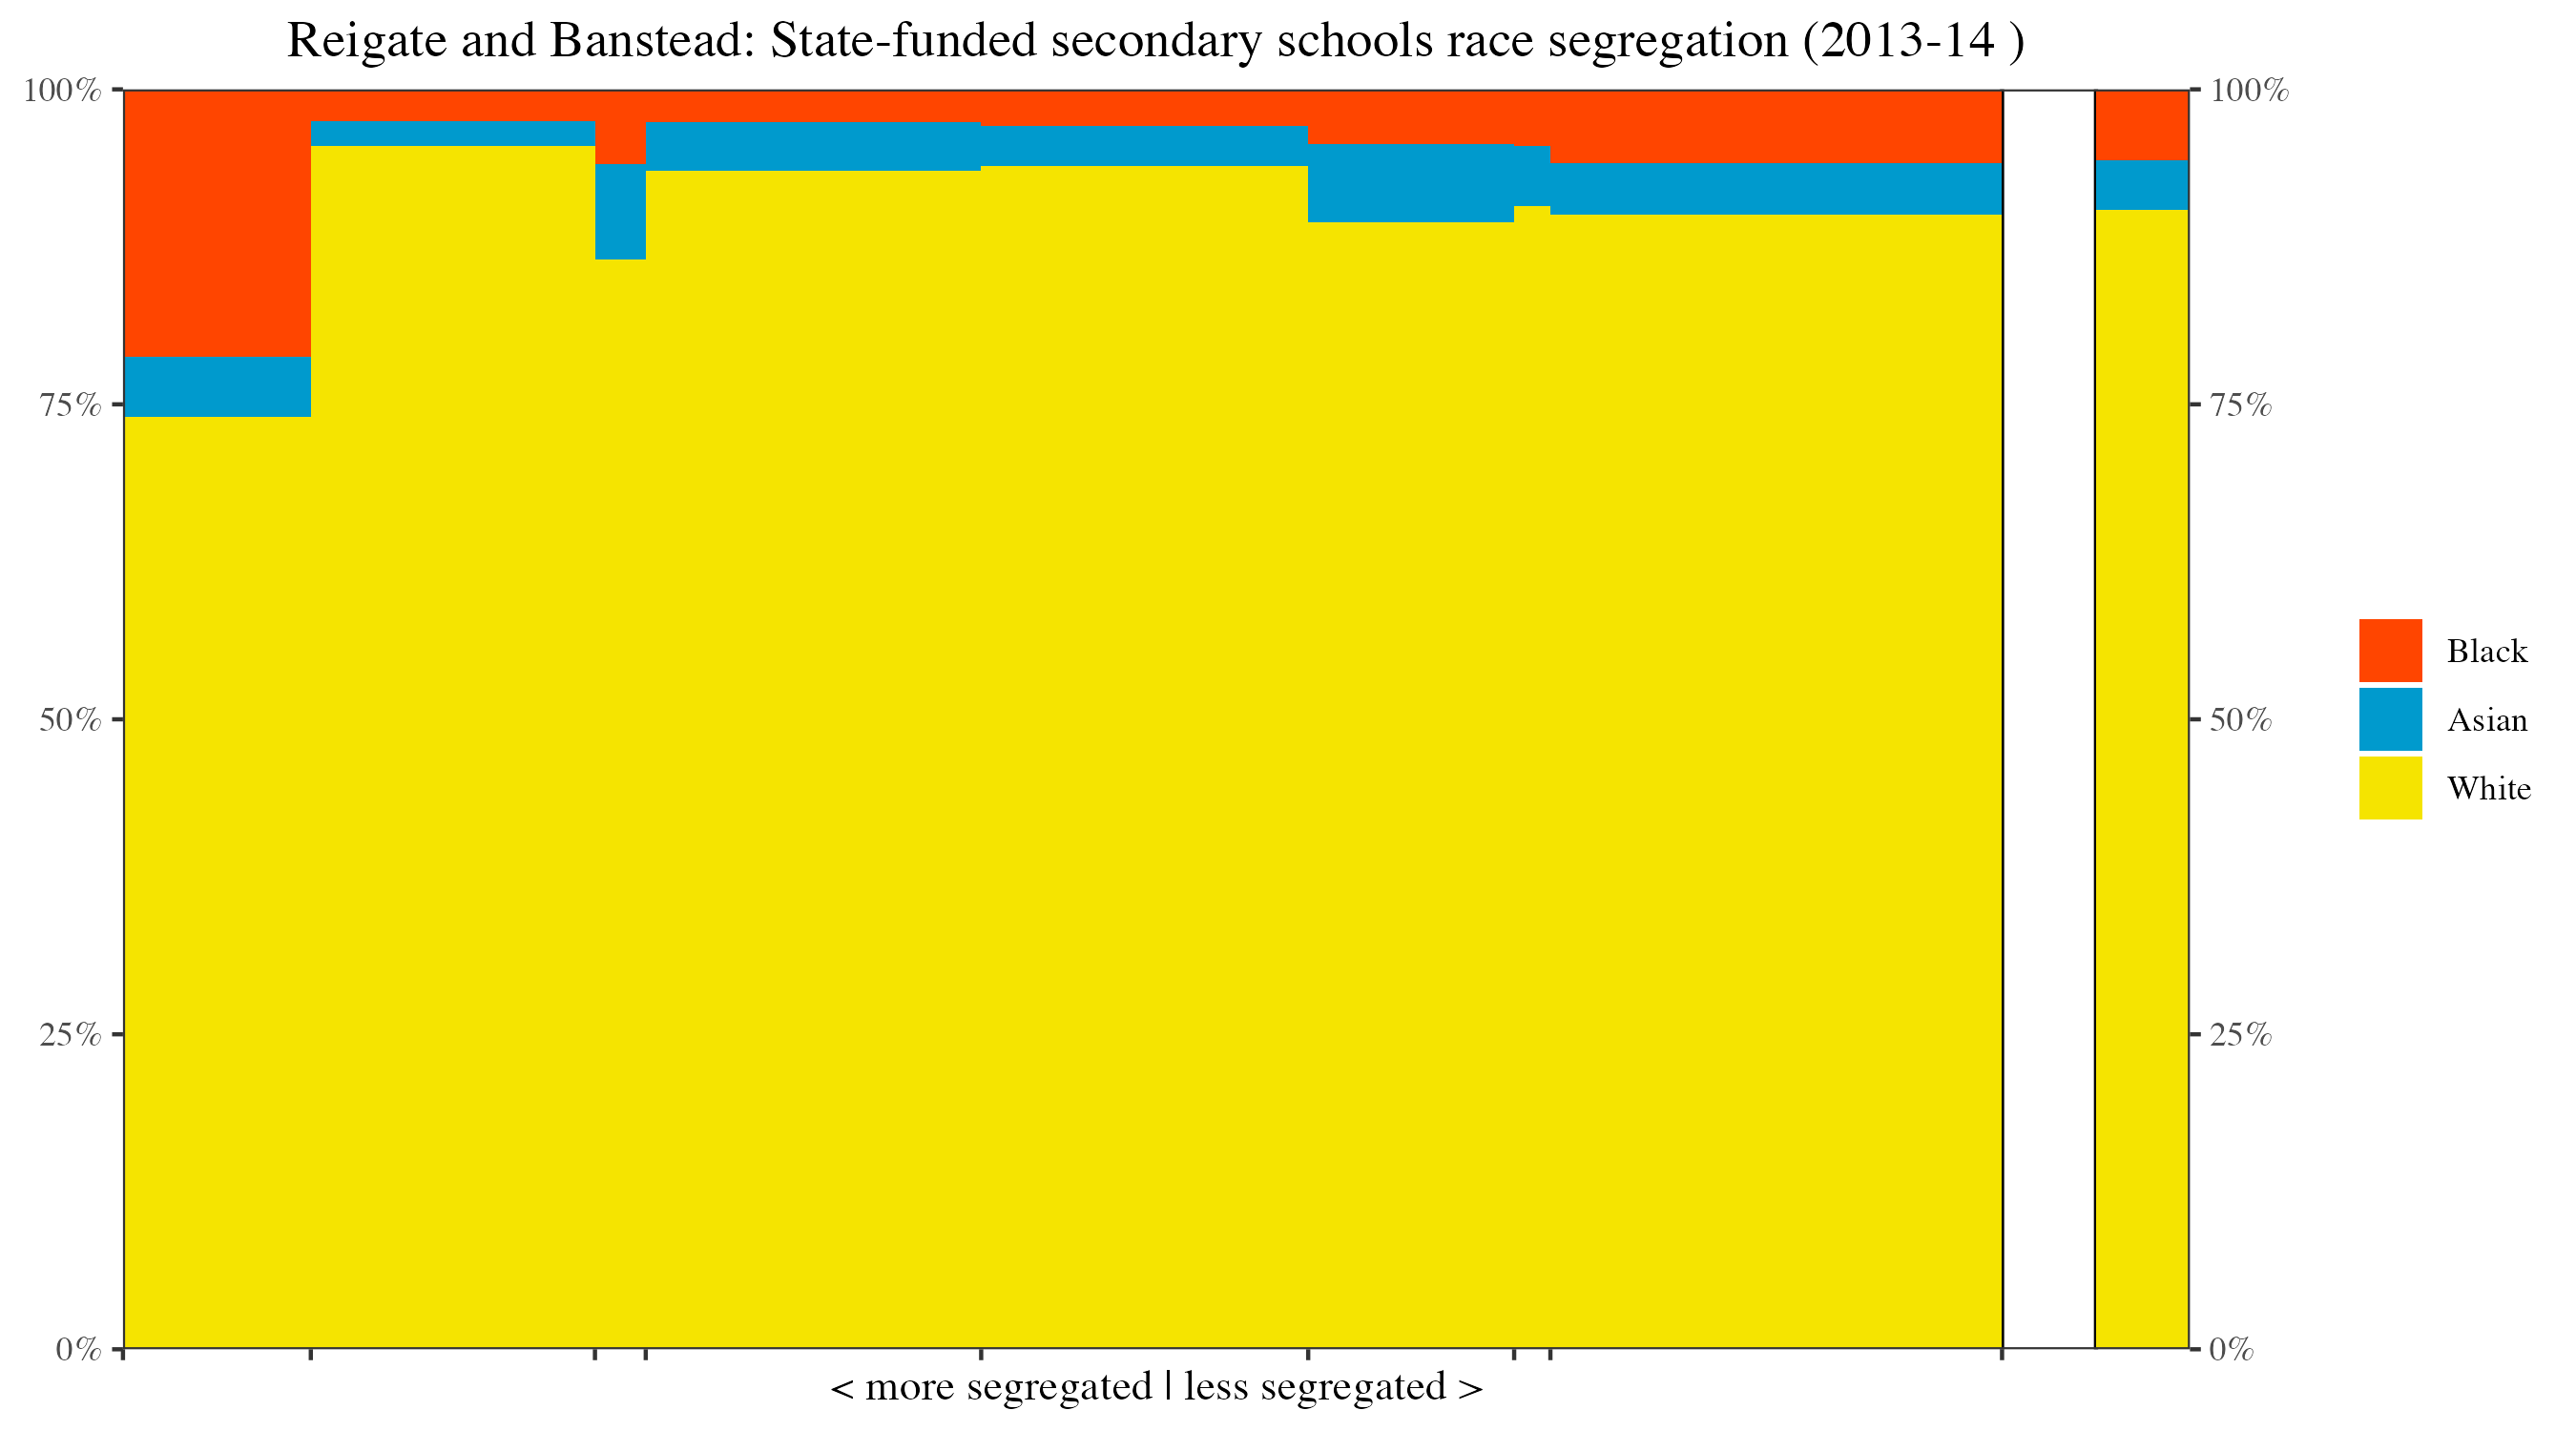 Reigate and Banstead: State-funded secondary schools race segregation (2013-14 )
100%
75%
50%
25%
0%
100%
75%
50%
25%
0%
Black
Asian
White
< more segregated | less segregated >